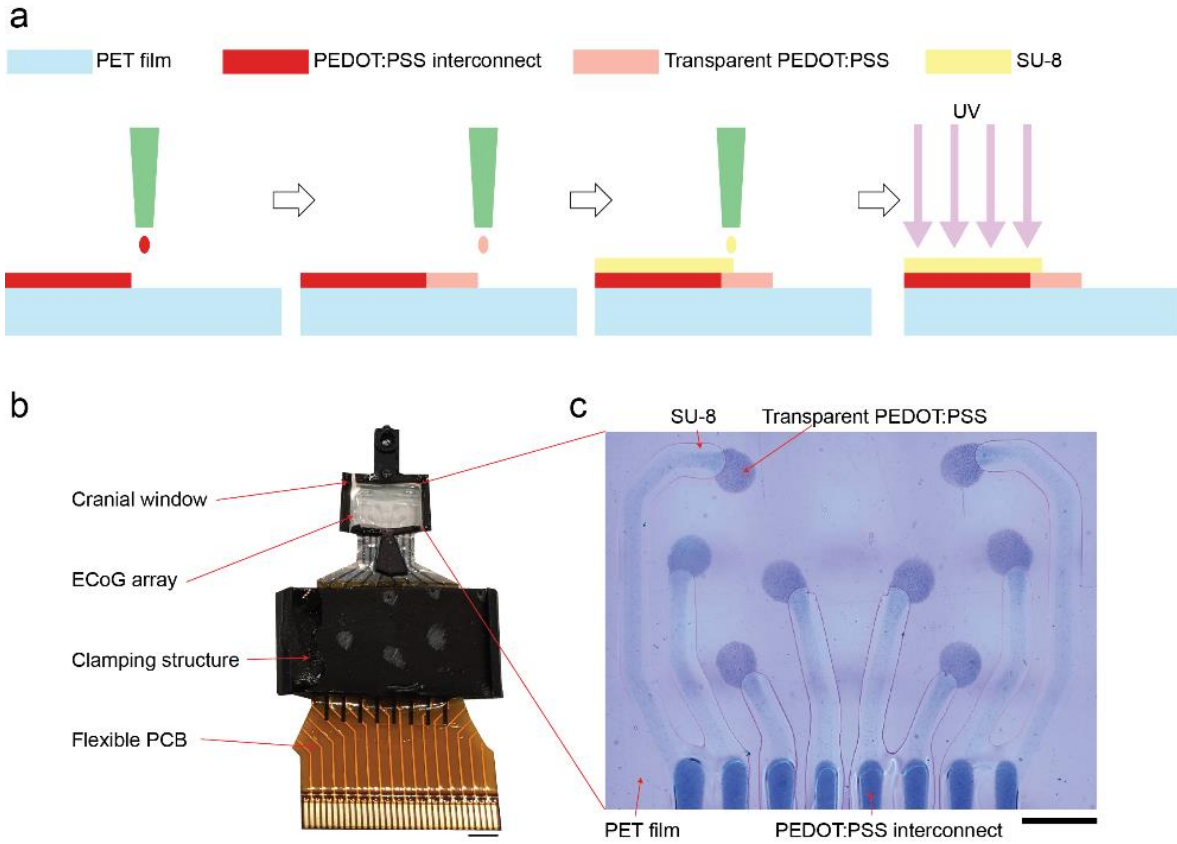 a
PET film
PEDOT:PSS interconnect
Transparent PEDOT:PSS
SU-8
UV
b
Cranial window
ECoG array
Clamping structure
Flexible PCB
c
SU-8
Transparent PEDOT:PSS
PET film
PEDOT:PSS interconnect